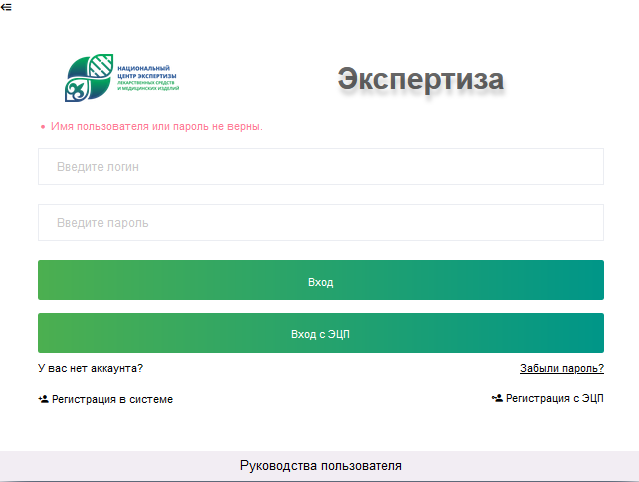 НАЦИОНАЛЬНЫЙ
ЦЕНТР ЭКСПЕРТИЗЫ
ЛЕКАРСТВЕННЫХ СРЕДСТВ
И МЕДИЦИНСКИХ ИЗДЕЛИЙ
Экспертиза
Имя пользователя или пароль не верны.
Введите логин
Введите пароль
Вход
Вход с ЭЦП
У вас нет аккаунта?
Забыли пароль?
Регистрация в системе
Регистрация с ЭЦП
Руководства пользователя